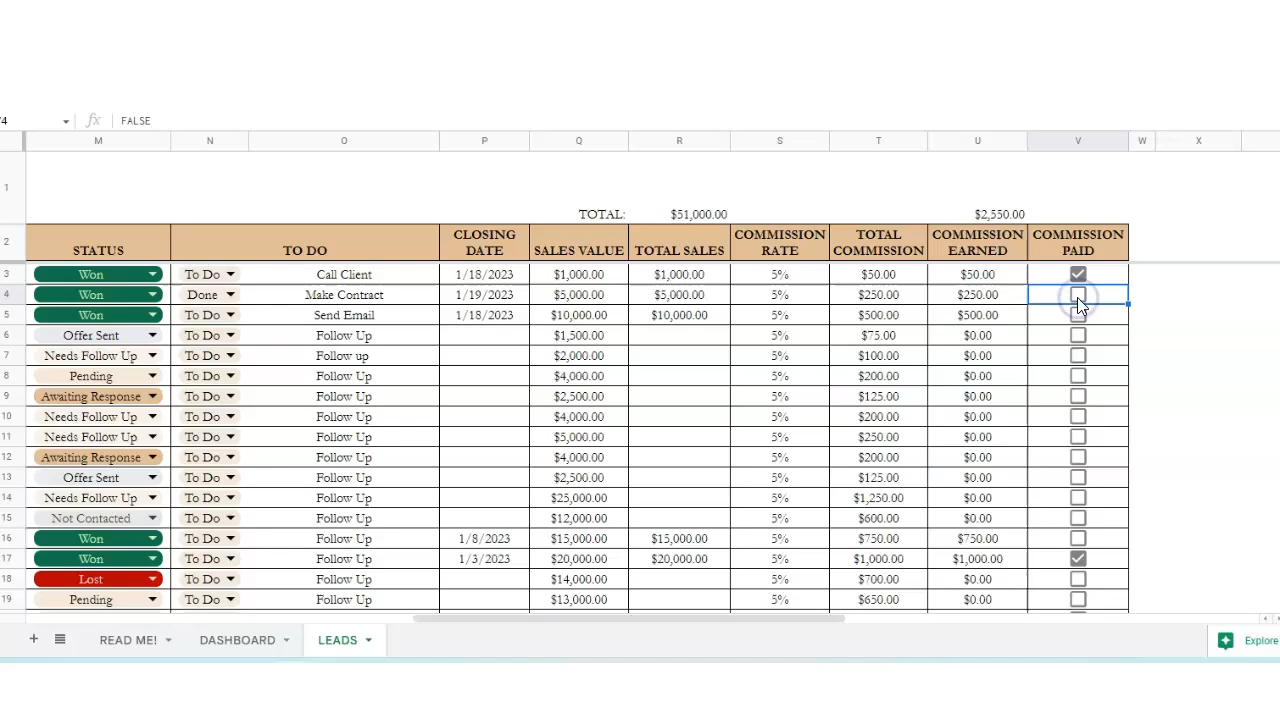 4 fx FALSE
M N O P Q R S T U V W X
1 TOTAL: $51,000.00 $2,550.00
2 STATUS TO DO CLOSING DATE SALES VALUE TOTAL SALES COMMISSION RATE TOTAL COMMISSION COMMISSION EARNED COMMISSION PAID
3 Won To Do Call Client 1/18/2023 $1,000.00 $1,000.00 5% $50.00 $50.00
4 Won Done Make Contract 1/19/2023 $5,000.00 $5,000.00 5% $250.00 $250.00
5 Won To Do Send Email 1/18/2023 $10,000.00 $10,000.00 5% $500.00 $500.00
6 Offer Sent To Do Follow Up $1,500.00 5% $75.00 $0.00
7 Needs Follow Up To Do Follow up $2,000.00 5% $100.00 $0.00
8 Pending To Do Follow Up $4,000.00 5% $200.00 $0.00
9 Awaiting Response To Do Follow Up $2,500.00 5% $125.00 $0.00
10 Needs Follow Up To Do Follow Up $4,000.00 5% $200.00 $0.00
11 Needs Follow Up To Do Follow Up $5,000.00 5% $250.00 $0.00
12 Awaiting Response To Do Follow Up $4,000.00 5% $200.00 $0.00
13 Offer Sent To Do Follow Up $2,500.00 5% $125.00 $0.00
14 Needs Follow Up To Do Follow Up $25,000.00 5% $1,250.00 $0.00
15 Not Contacted To Do Follow Up $12,000.00 5% $600.00 $0.00
16 Won To Do Follow Up 1/8/2023 $15,000.00 $15,000.00 5% $750.00 $750.00
17 Won To Do Follow Up 1/3/2023 $20,000.00 $20,000.00 5% $1,000.00 $1,000.00
18 Lost To Do Follow Up $14,000.00 5% $700.00 $0.00
19 Pending To Do Follow Up $13,000.00 5% $650.00 $0.00
+ READ ME! DASHBOARD LEADS Explore